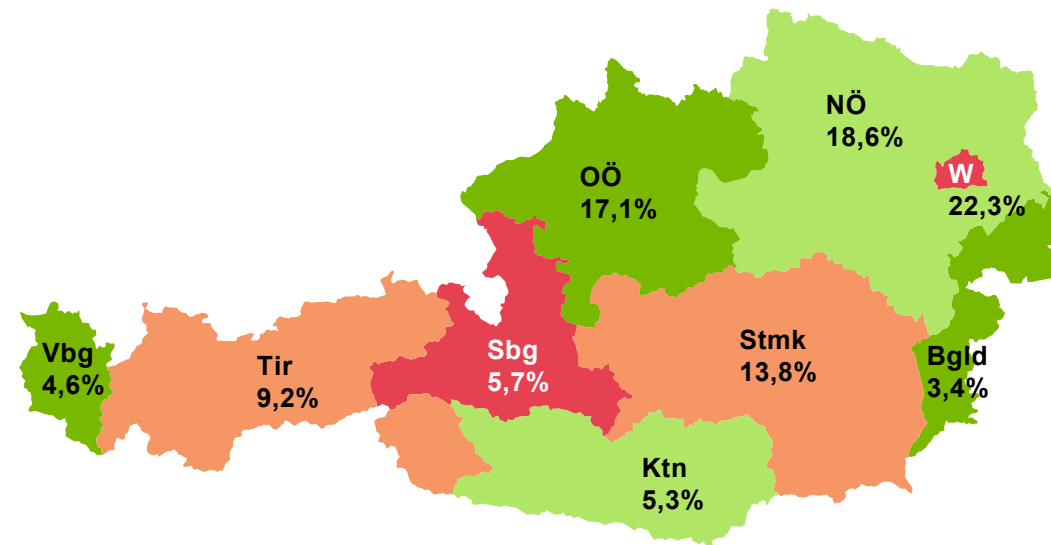 NÖ
18,6%
W
22,3%
OÖ
17,1%
Vbg
4,6%
Tir
9,2%
Sbg
5,7%
Stmk
13,8%
Bgld
3,4%
Ktn
5,3%